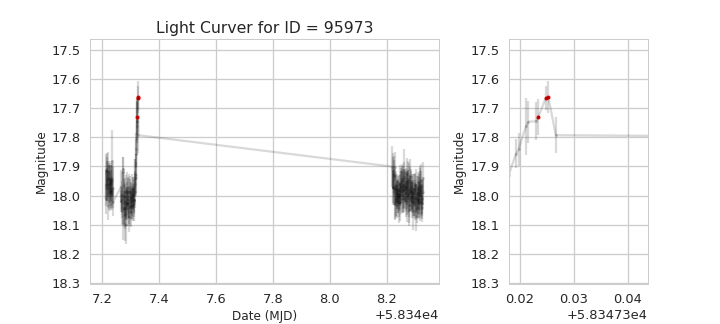 Light Curver for ID = 95973
17.5
17.6
17.7
17.8
17.9
18.0
18.1
18.2
18.3
Magnitude
7.2 7.4 7.6 7.8 8.0 8.2
Date (MJD)
+5.834e4
17.5
17.6
17.7
17.8
17.9
18.0
18.1
18.2
18.3
Magnitude
0.02 0.03 0.04
+5.83473e4